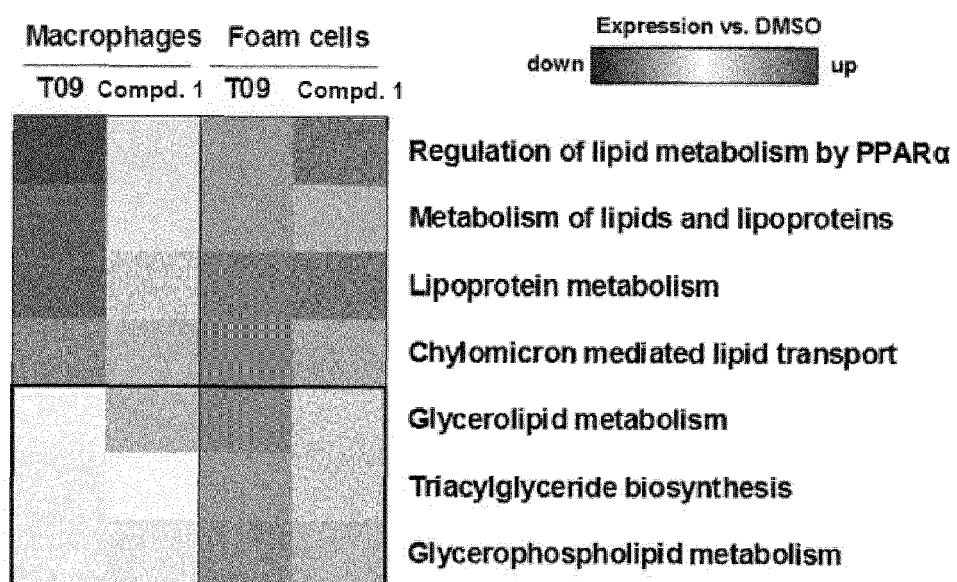 Macrophages Foam cells
T09 Compd. 1 T09 Compd. 1
Expression vs. DMSO
down up
Regulation of lipid metabolism by PPARα
Metabolism of lipids and lipoproteins
Lipoprotein metabolism
Chylomicron mediated lipid transport
Glycerolipid metabolism
Triacylglyceride biosynthesis
Glycerophospholipid metabolism